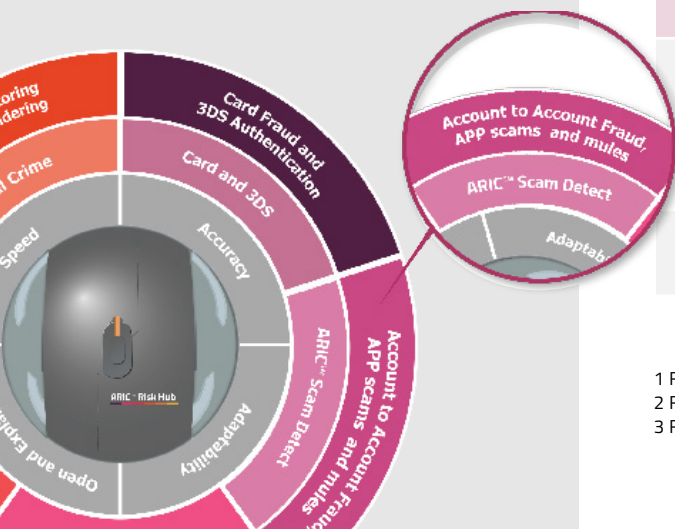 oring
dering
Crime
Card Fraud and
3DS Authentication
Card and 3DS
Speed
Accuracy
ARIC™ Risk Hub
Open and Expla
Adaptability
ARIC™ Scam Detect
Account to Account Fraud,
APP scams and mules
Account to Account Fraud,
APP scams and mules
ARIC™ Scam Detect
Adaptab
1 F
2 F
3 F